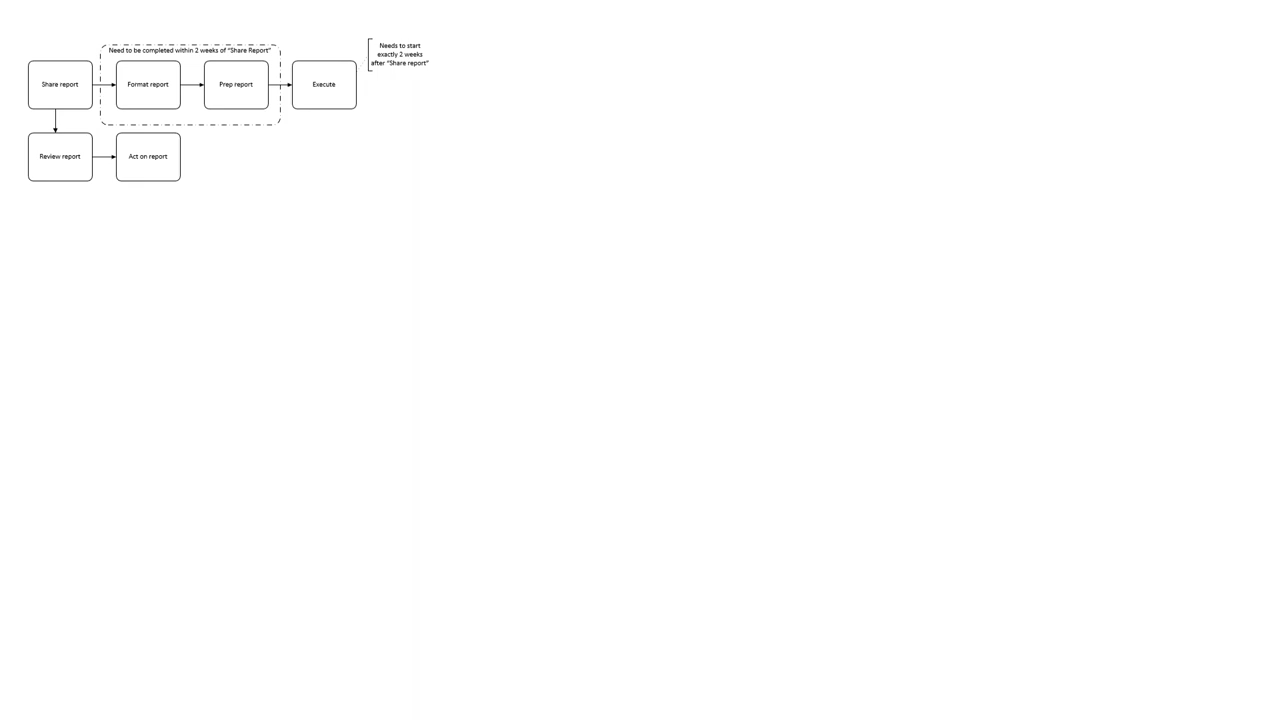 Need to be completed within 2 weeks of “Share Report”
Needs to start
exactly 2 weeks
after “Share report”
Share report
Format report
Prep report
Execute
Review report
Act on report